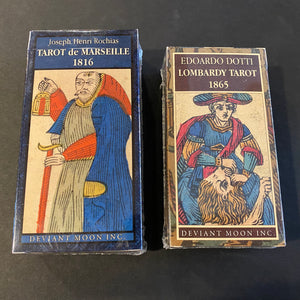 Joseph Henri Rochias
TAROT de MARSEILLE
1816
DEVIANT MOON INC.
EDOARDO DOTTI
LOMBARDY TAROT
1865
DEVIANT MOON INC.